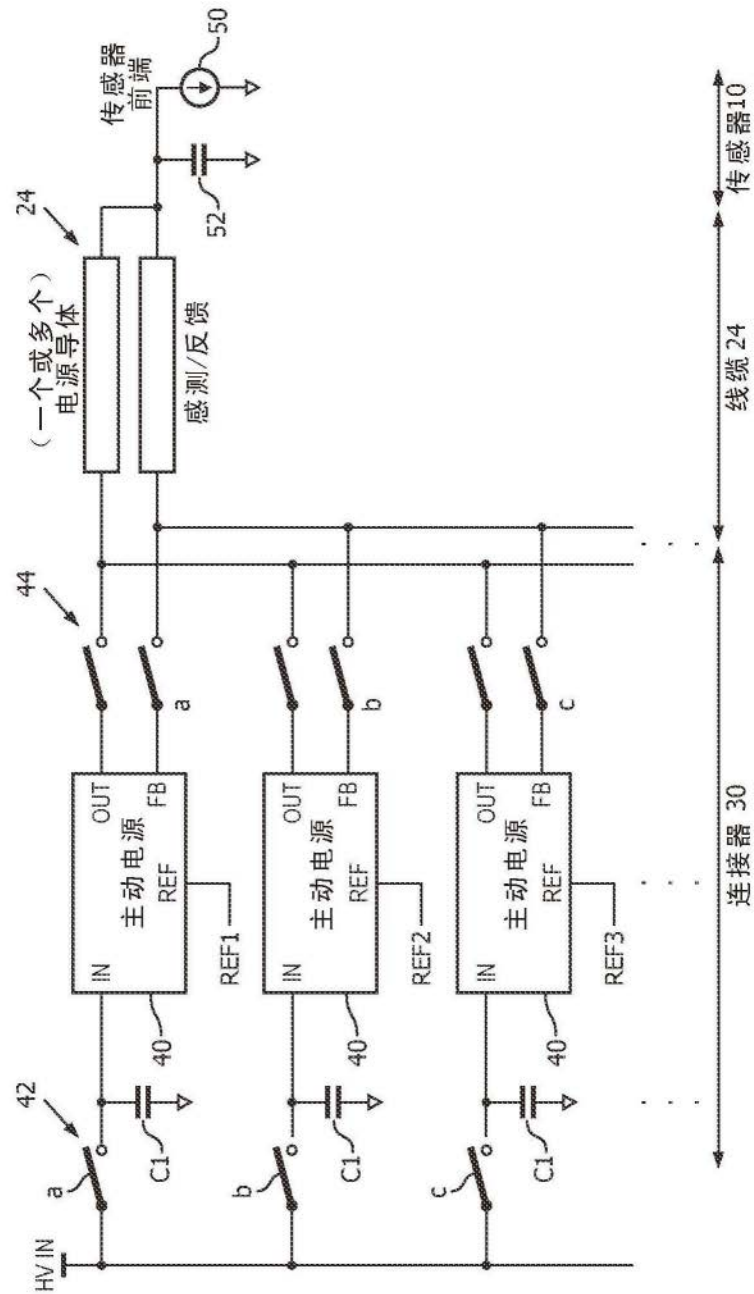 HV IN
a
42
C1
IN
40
主动电源
OUT
FB
REF
REF1
44
a
（一个或多个）
电源导体
24
感测/反馈
传感器
前端
50
52
b
C1
IN
40
主动电源
OUT
FB
REF
REF2
b
c
C1
IN
40
主动电源
OUT
FB
REF
REF3
c
连接器 30
线缆 24
传感器10